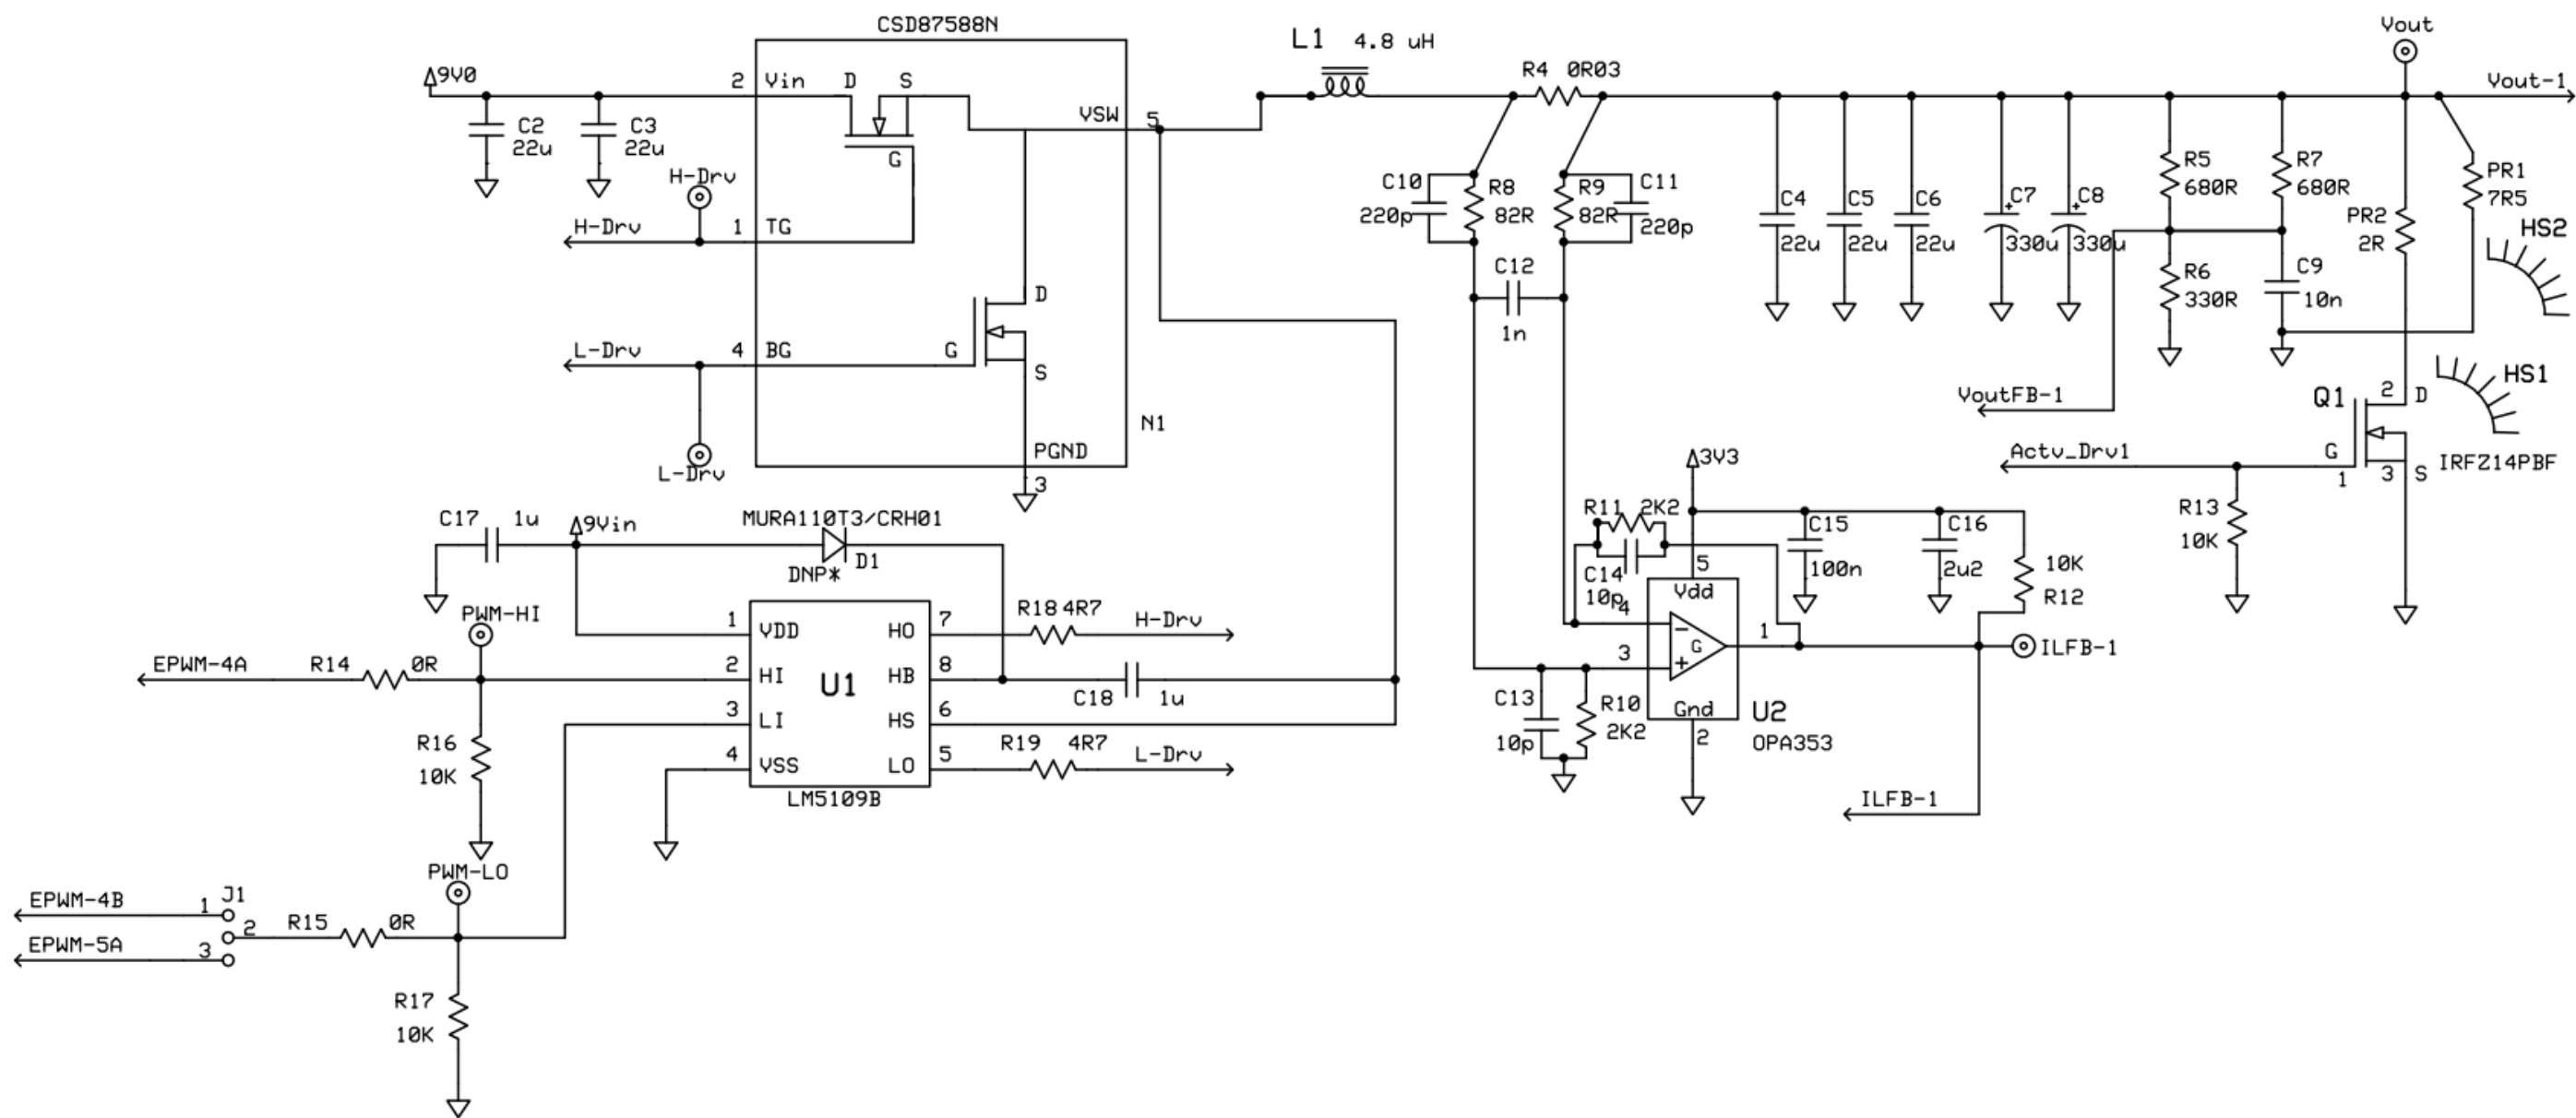 CSD87588N
9V0
2 Vin D S
C2
22u
C3
22u
VSW 5
G
H-Drv
H-Drv 1 TG
D
L-Drv 4 BG G
S
L-Drv
N1
PGND
3
L1 4.8 uH
R4 0R03
Vout
Vout-1
C10
220p
R8
82R
R9
82R
C11
220p
C12
1n
C4
22u
C5
22u
C6
22u
+ C7
330u
+ C8
330u
R5
680R
R7
680R
PR1
7R5
PR2
2R
HS2
R6
330R
C9
10n
VoutFB-1
HS1
Q1
2 D
G
1
3 S
IRFZ14PBF
Actv_Drv1
R13
10K
C17 1u
9Vin
MURA110T3/CRH01
D1
DNP*
PWM-HI
EPWM-4A R14 0R
R16
10K
1 VDD
2 HI
3 LI
4 VSS
U1
HO 7
HB 8
HS 6
LO 5
LM5109B
R18 4R7 H-Drv
C18 1u
R19 4R7 L-Drv
3V3
R11 2K2
C14
10p
4
5
Vdd
- G +
1
3
Gnd
2
U2
OPA353
C15
100n
C16
2u2
10K
R12
ILFB-1
C13
10p
R10
2K2
ILFB-1
PWM-LO
EPWM-4B 1 J1
2 R15 0R
EPWM-5A 3
R17
10K